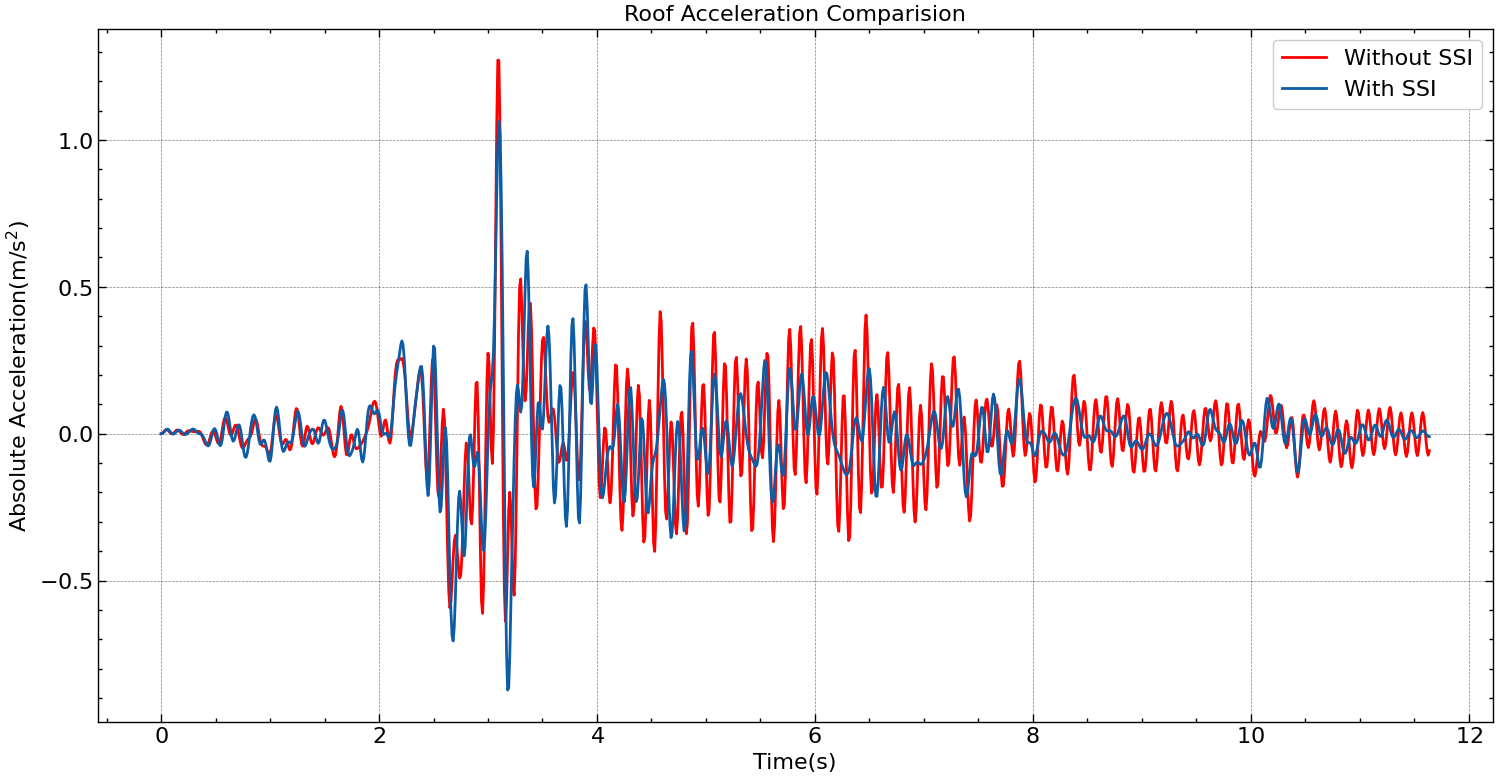 Roof Acceleration Comparision
Without SSI
With SSI
1.0
0.5
0.0
−0.5
Absolute Acceleration(m/s²)
0 2 4 6 8 10 12
Time(s)